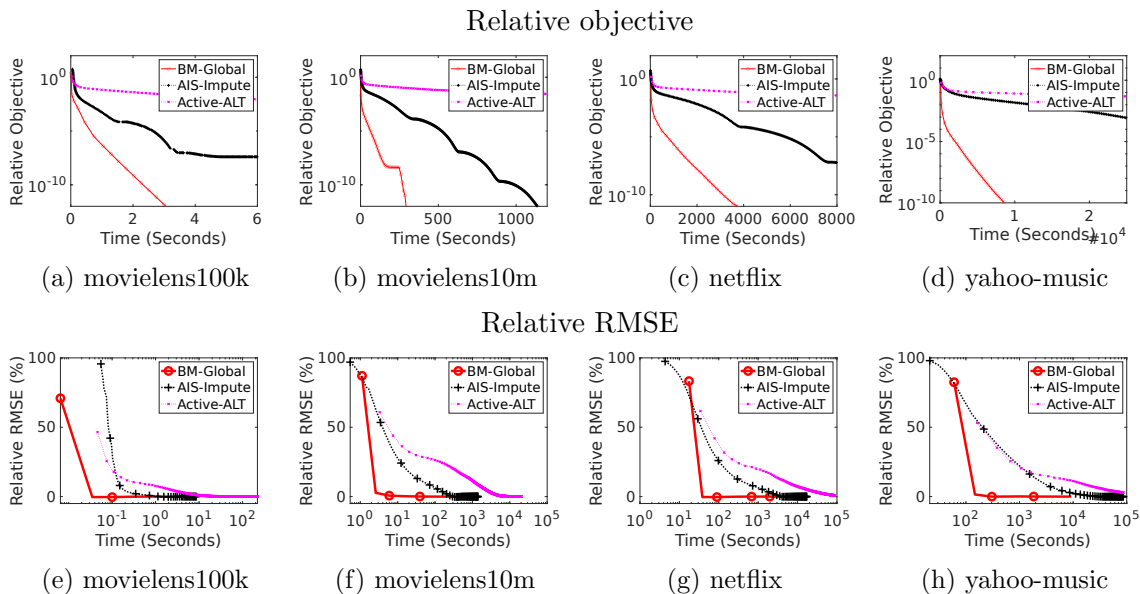 Relative objective
Relative Objective
10^0
10^-10
BM-Global
AIS-Impute
Active-ALT
0 2 4 6
Time (Seconds)
(a) movielens100k
Relative Objective
10^0
10^-10
BM-Global
AIS-Impute
Active-ALT
0 500 1000
Time (Seconds)
(b) movielens10m
Relative Objective
10^0
10^-10
BM-Global
AIS-Impute
Active-ALT
0 2000 4000 6000 8000
Time (Seconds)
(c) netflix
Relative Objective
10^0
10^-5
10^-10
BM-Global
AIS-Impute
Active-ALT
0 1 2
#10^4
Time (Seconds)
(d) yahoo-music
Relative RMSE
Relative RMSE (%)
100
50
0
BM-Global
AIS-Impute
Active-ALT
10^-1 10^0 10^1 10^2
Time (Seconds)
(e) movielens100k
Relative RMSE (%)
100
50
0
BM-Global
AIS-Impute
Active-ALT
10^0 10^1 10^2 10^3 10^4 10^5
Time (Seconds)
(f) movielens10m
Relative RMSE (%)
100
50
0
BM-Global
AIS-Impute
Active-ALT
10^0 10^1 10^2 10^3 10^4 10^5
Time (Seconds)
(g) netflix
Relative RMSE (%)
100
50
0
BM-Global
AIS-Impute
Active-ALT
10^2 10^3 10^4 10^5
Time (Seconds)
(h) yahoo-music